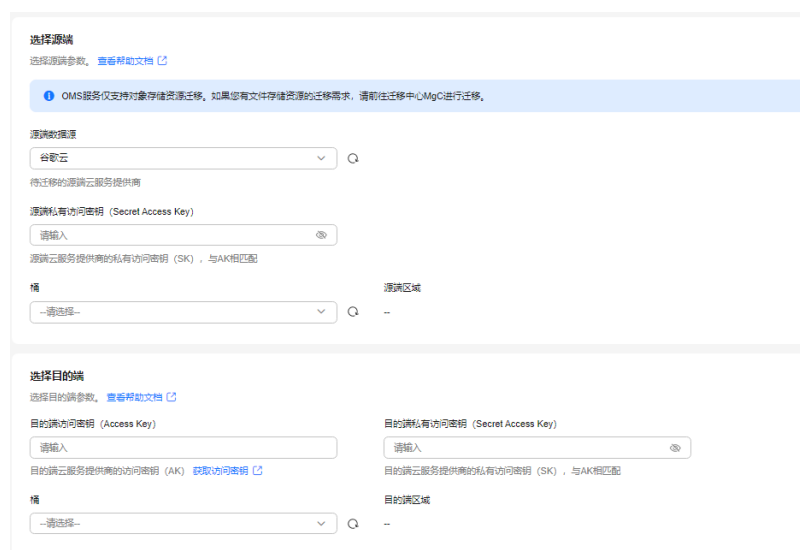 选择源端
选择源端参数。 查看帮助文档
OMS服务仅支持对象存储资源迁移。如果您有文件存储资源的迁移需求，请前往迁移中心MgC进行迁移。
源端数据源
谷歌云
待迁移的源端云服务提供商
源端私有访问密钥（Secret Access Key）
请输入
源端云服务提供商的私有访问密钥（SK），与AK相匹配
桶 源端区域
--请选择-- --
选择目的端
选择目的端参数。 查看帮助文档
目的端访问密钥（Access Key） 目的端私有访问密钥（Secret Access Key）
请输入 请输入
目的端云服务提供商的访问密钥（AK） 获取访问密钥 目的端云服务提供商的私有访问密钥（SK），与AK相匹配
桶 目的端区域
--请选择-- --